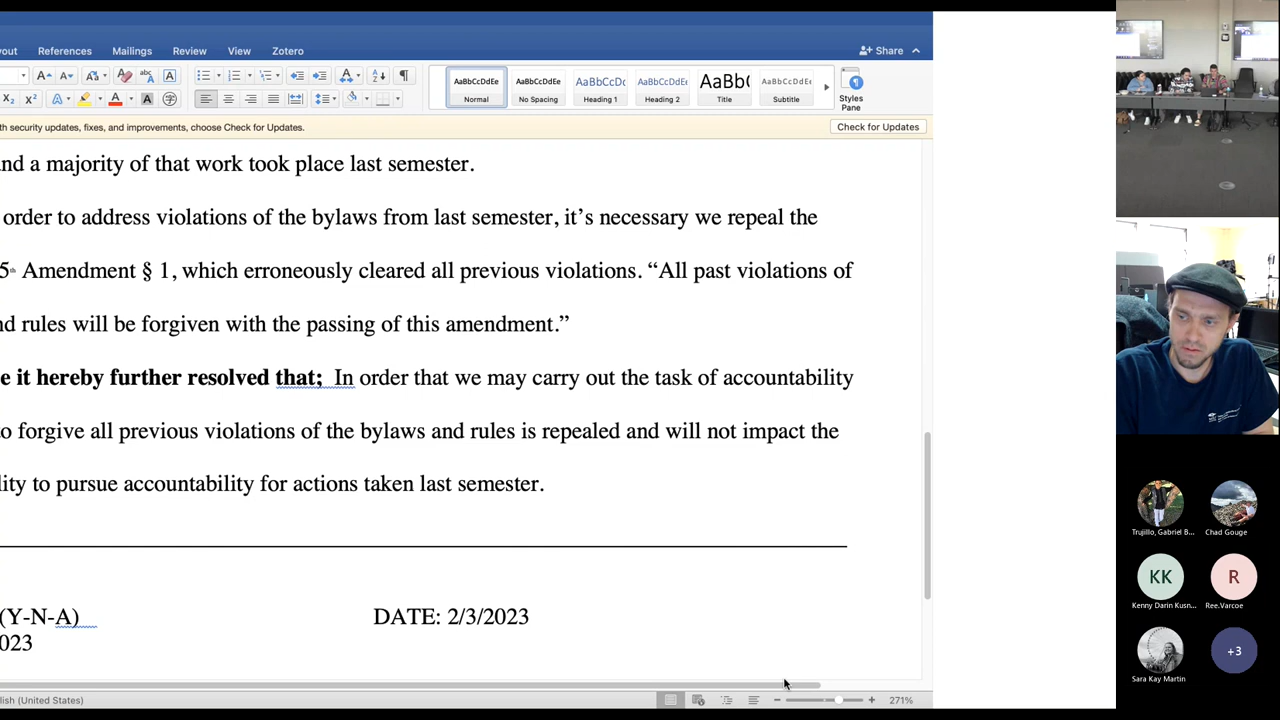 out References Mailings Review View Zotero Share
AaBbCcDdEe AaBbCcDdEe AaBbCcDc AaBbCcDdEe AaBb( AaBbCcDdEe
Normal No Spacing Heading 1 Heading 2 Title Subtitle Styles Pane
th security updates, fixes, and improvements, choose Check for Updates. Check for Updates
nd a majority of that work took place last semester.
order to address violations of the bylaws from last semester, it’s necessary we repeal the
5th Amendment § 1, which erroneously cleared all previous violations. “All past violations of
nd rules will be forgiven with the passing of this amendment.”
e it hereby further resolved that; In order that we may carry out the task of accountability
to forgive all previous violations of the bylaws and rules is repealed and will not impact the
lity to pursue accountability for actions taken last semester.
(Y-N-A) DATE: 2/3/2023
023
lish (United States) 271%
Trujillo, Gabriel B... Chad Gouge
KK R
Kenny Darin Kusn... Ree.Varcoe
+3
Sara Kay Martin